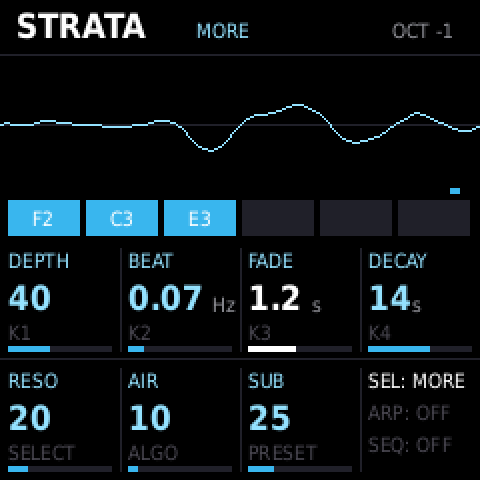 STRATA MORE OCT -1
F2 C3 E3
DEPTH BEAT FADE DECAY
40 0.07 Hz 1.2 s 14s
K1 K2 K3 K4
RESO AIR SUB SEL: MORE
20 10 25 ARP: OFF
SELECT ALGO PRESET SEQ: OFF